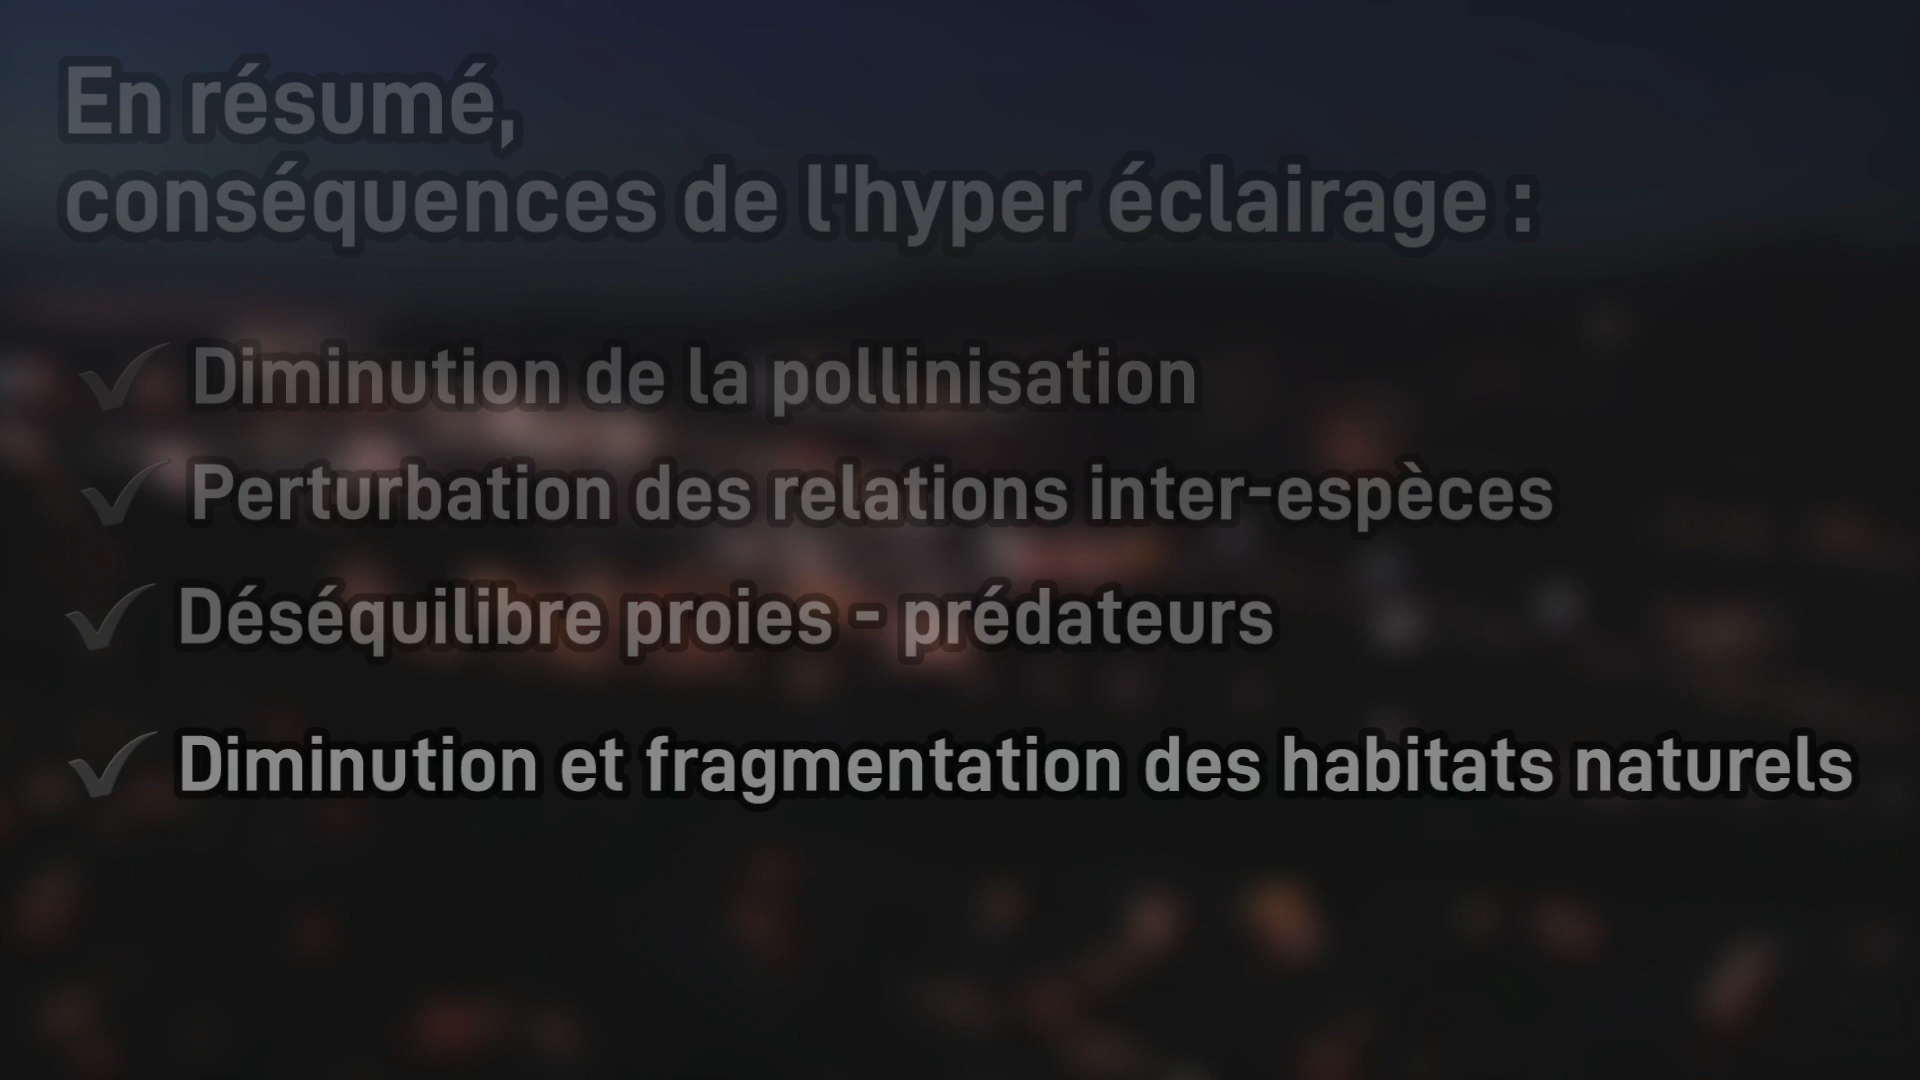 En résumé,
conséquences de l'hyper éclairage :
Diminution de la pollinisation
Perturbation des relations inter-espèces
Déséquilibre proies - prédateurs
Diminution et fragmentation des habitats naturels